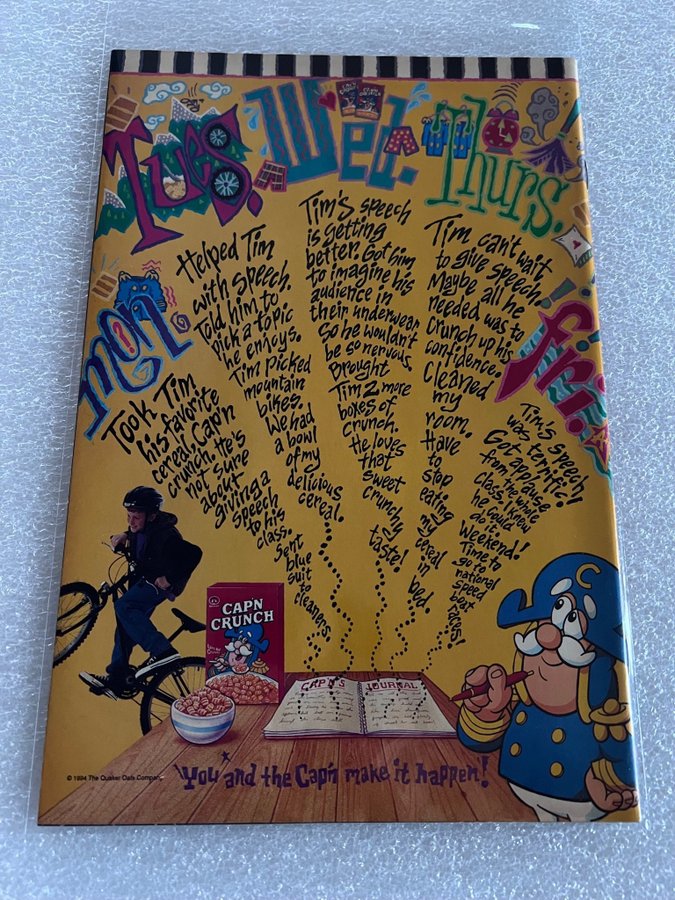 Mon.
Tues.
Wed.
Thurs.
fri.
Took Tim
his favorite
cereal Cap'n
crunch. He's
not sure
about
giving a
speech
to his
class.
Sent
blue
suit
to
cleaners.
Helped Tim
with speech.
Told him to
pick a topic
he enjoys.
Tim picked
mountain
bikes.
We had
a bowl
of my
delicious
cereal.
Tim's speech
is getting
better. Got him
to imagine his
audience in
their underwear
so he wouldn't
be so nervous.
Brought
Tim 2 more
boxes of
crunch.
He loves
that
sweet
crunchy
taste!
Tim can't wait
to give speech.
Maybe all he
needed was to
Crunch up his
confidence.
Cleaned
my
room.
Have
to
stop
eating
my
cereal
in
bed
Tim's speech
was terrific!
Got applause
from the whole
class. I knew
he could
do it.
Weekend!
Time to
go to
national
speed
boat
races!
CAP'N
CRUNCH
CAP'N JOURNAL
C
© 1994 The Quaker Oats Company
"You and the Cap'n make it happen!"